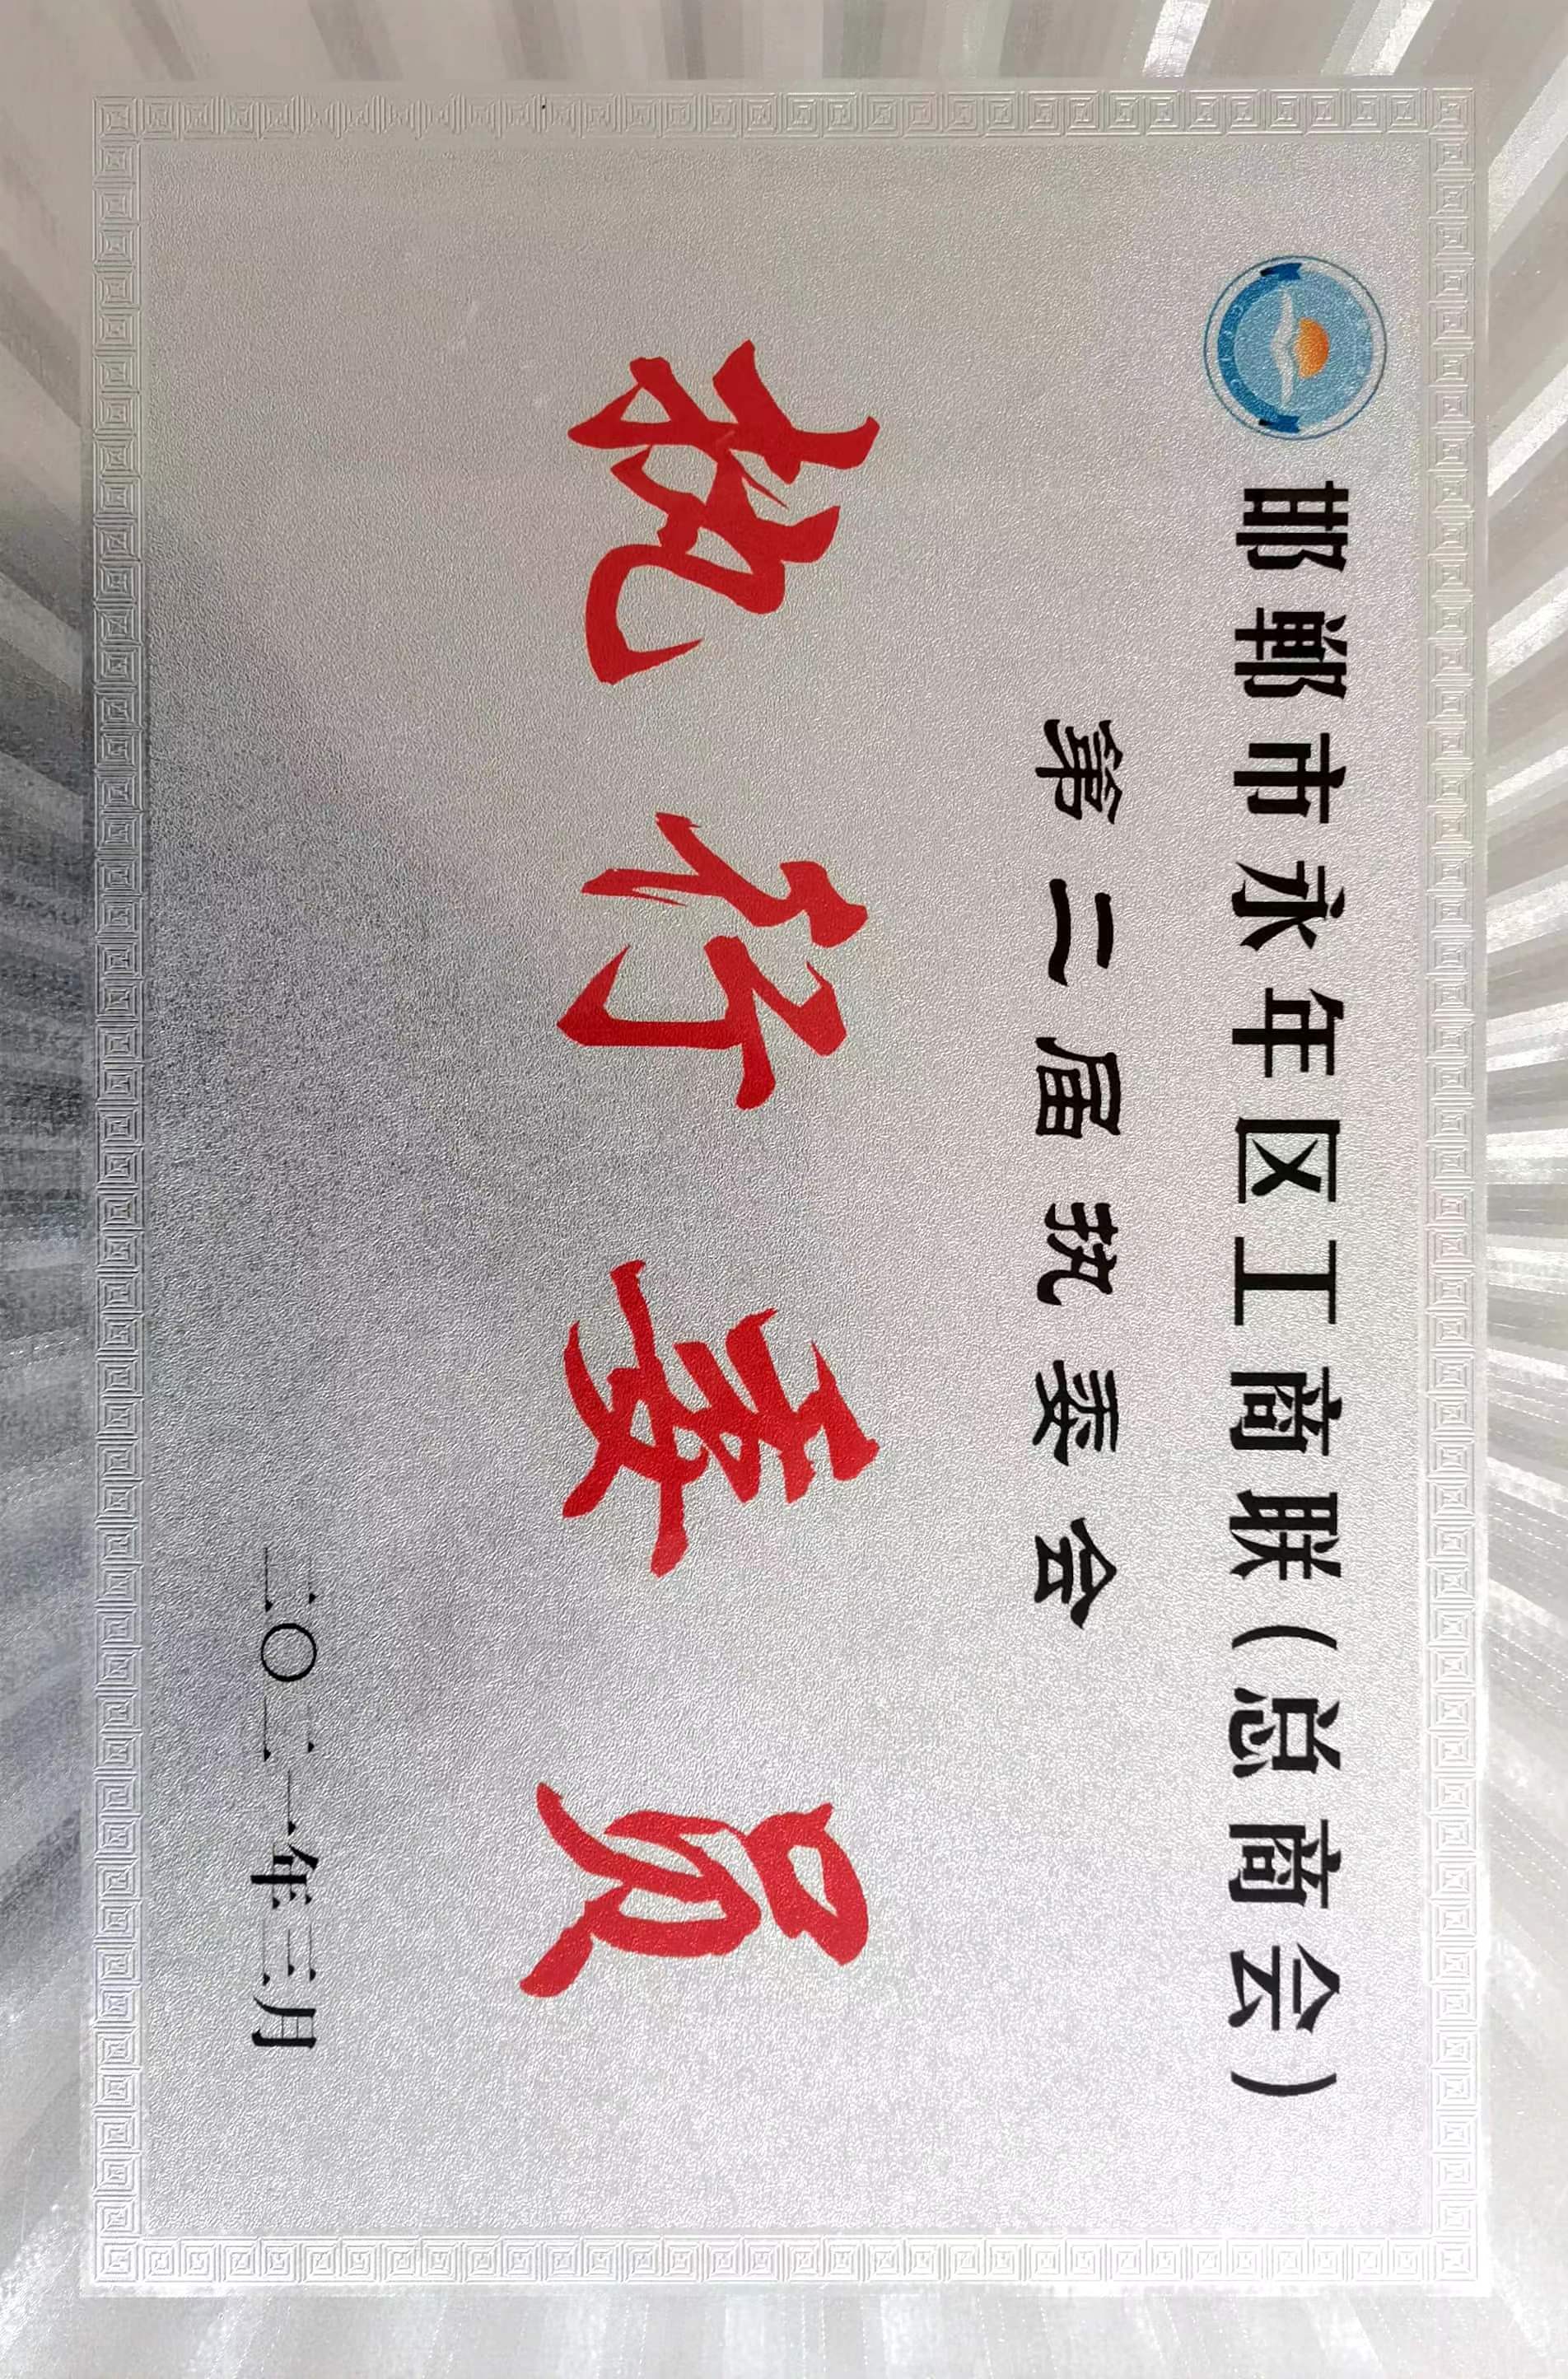 邯郸市永年区工商联(总商会)
第二届执委会
执行委员
二〇二一年三月